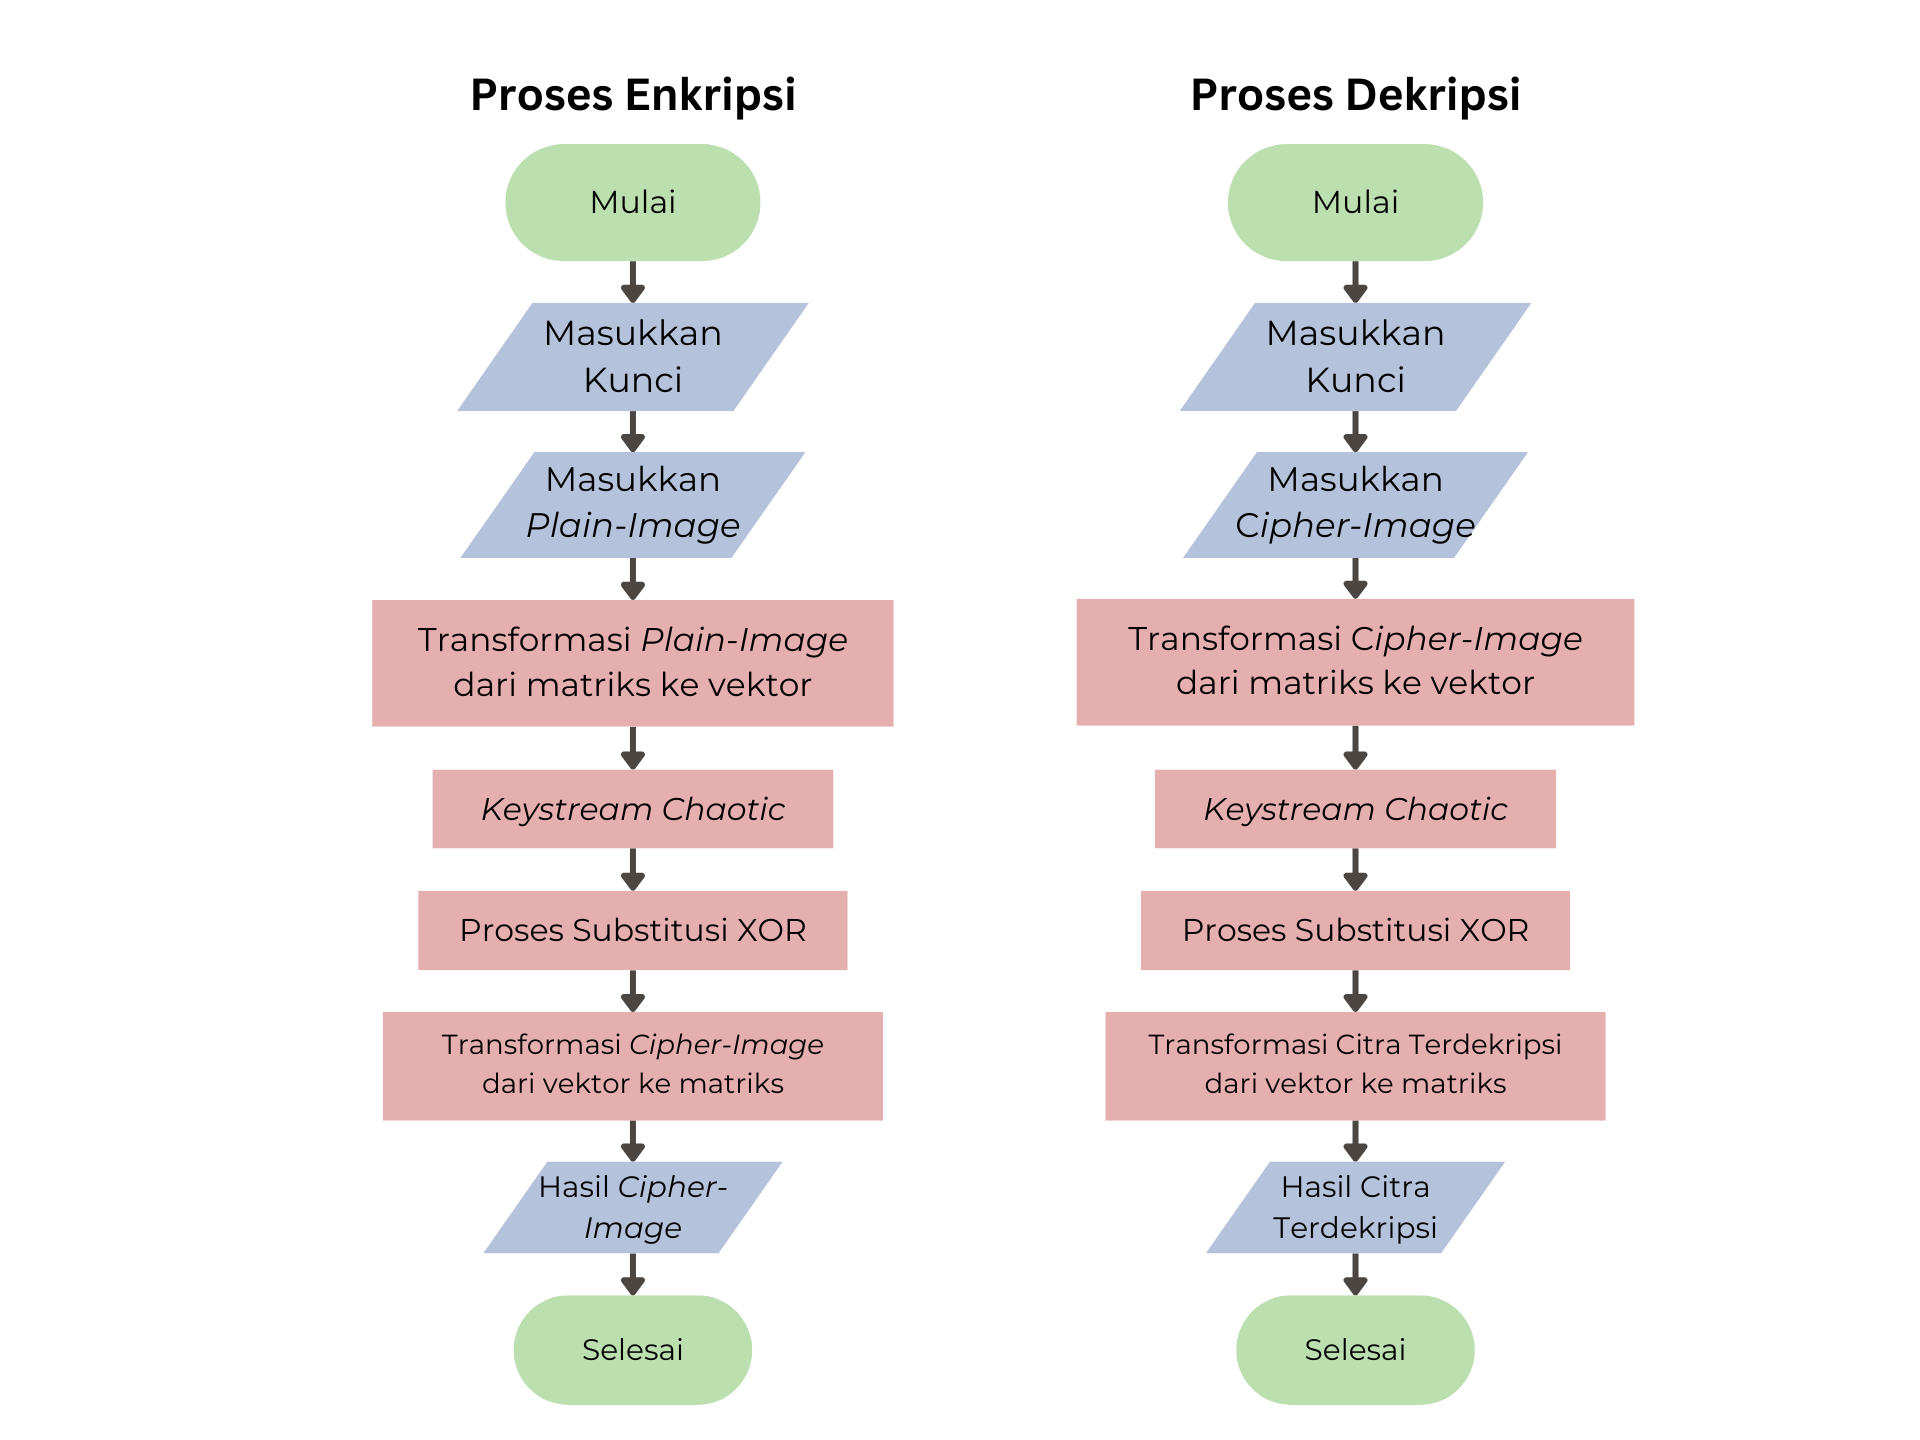 Proses Enkripsi
Mulai
Masukkan
Kunci
Masukkan
Plain-Image
Transformasi Plain-Image
dari matriks ke vektor
Keystream Chaotic
Proses Substitusi XOR
Transformasi Cipher-Image
dari vektor ke matriks
Hasil Cipher-
Image
Selesai
Proses Dekripsi
Mulai
Masukkan
Kunci
Masukkan
Cipher-Image
Transformasi Cipher-Image
dari matriks ke vektor
Keystream Chaotic
Proses Substitusi XOR
Transformasi Citra Terdekripsi
dari vektor ke matriks
Hasil Citra
Terdekripsi
Selesai